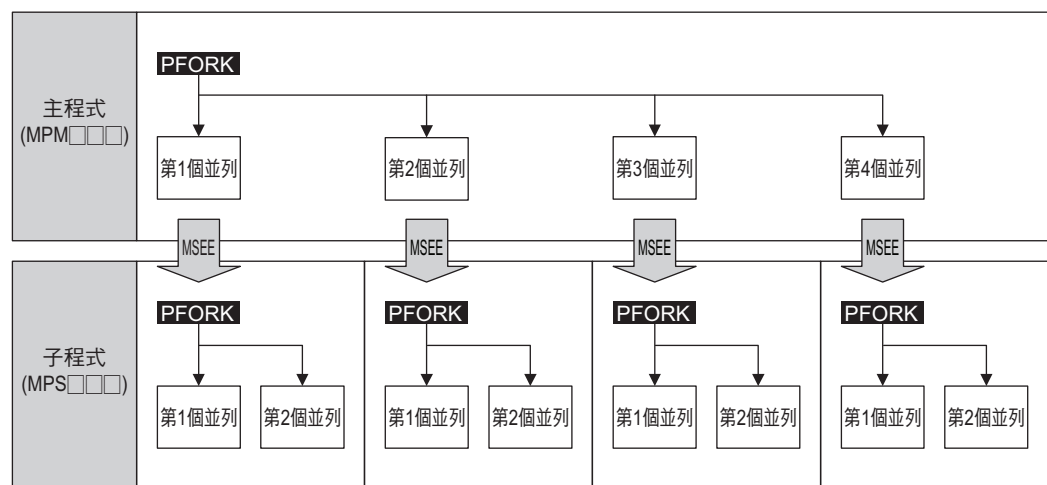 主程式
(MPM□□□)
PFORK
第1個並列
第2個並列
第3個並列
第4個並列
MSEE
MSEE
MSEE
MSEE
子程式
(MPS□□□)
PFORK
PFORK
PFORK
PFORK
第1個並列
第2個並列
第1個並列
第2個並列
第1個並列
第2個並列
第1個並列
第2個並列